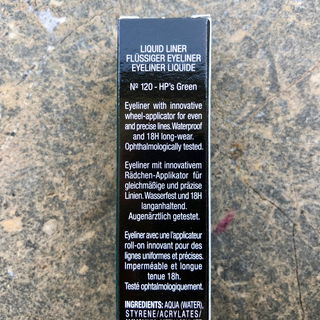 LIQUID LINER
FLÜSSIGER EYELINER
EYELINER LIQUIDE
Nº 120 - HP's Green
Eyeliner with innovative
wheel-applicator for even
and precise lines. Waterproof
and 18H long-wear.
Ophthalmologically tested.
Eyeliner mit innovativem
Rädchen-Applikator für
gleichmäßige und präzise
Linien. Wasserfest und 18H
langanhaltend.
Augenärztlich getestet.
Eyeliner avec une l'applicateur
roll-on innovant pour des
lignes uniformes et précises.
Imperméable et longue
tenue 18h.
Testé ophtalmologiquement.
INGREDIENTS: AQUA (WATER),
STYRENE/ACRYLATES/